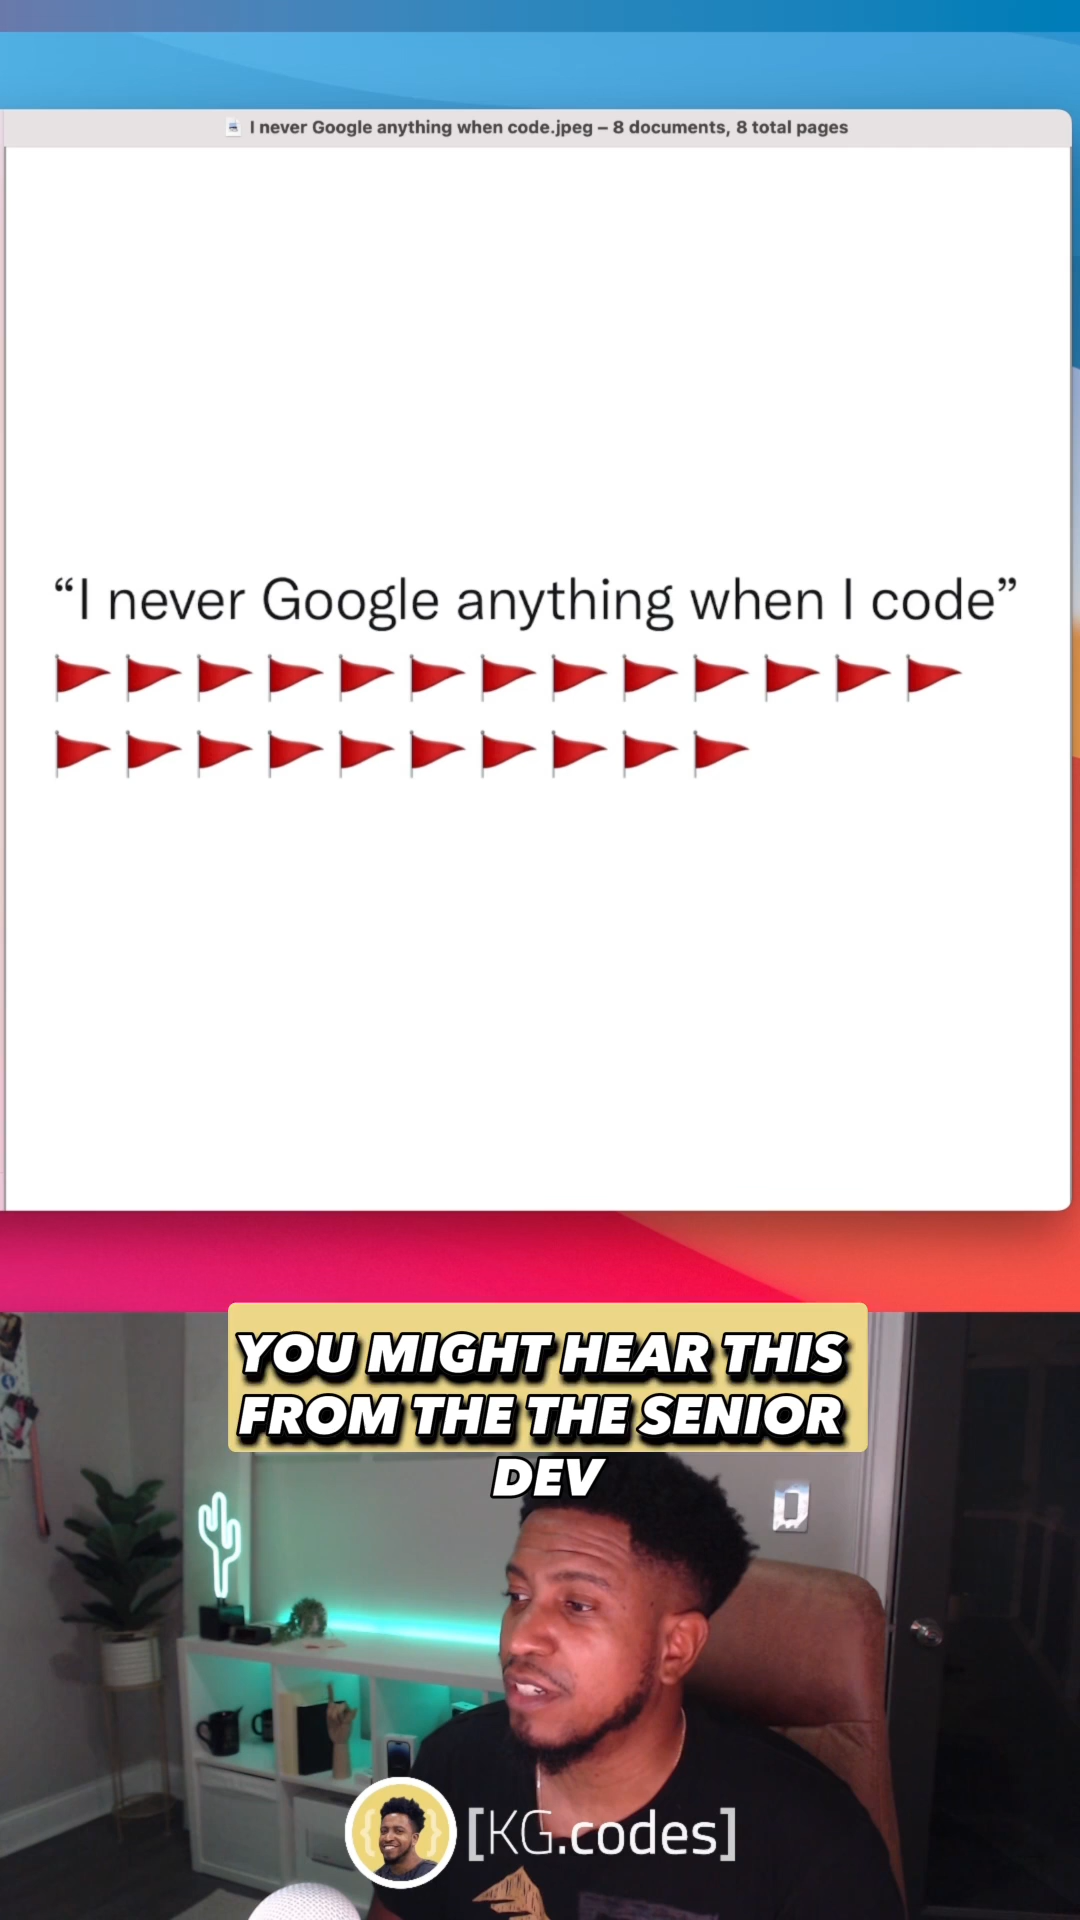 I never Google anything when code.jpeg – 8 documents, 8 total pages
“I never Google anything when I code”
🚩🚩🚩🚩🚩🚩🚩🚩🚩🚩🚩🚩🚩
🚩🚩🚩🚩🚩🚩🚩🚩🚩🚩
YOU MIGHT HEAR THIS
FROM THE THE SENIOR
DEV
[KG.codes]